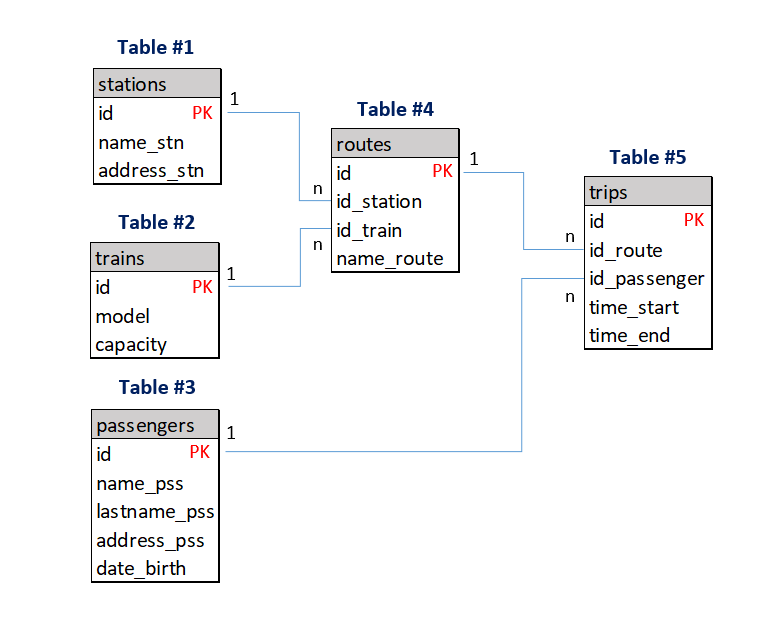 Table #1
stations
id PK
name_stn
address_stn
1
Table #2
trains
id PK
model
capacity
1
Table #3
passengers
id PK
name_pss
lastname_pss
address_pss
date_birth
1
Table #4
routes
id PK
id_station
id_train
name_route
n
n
1
Table #5
trips
id PK
id_route
id_passenger
time_start
time_end
n
n